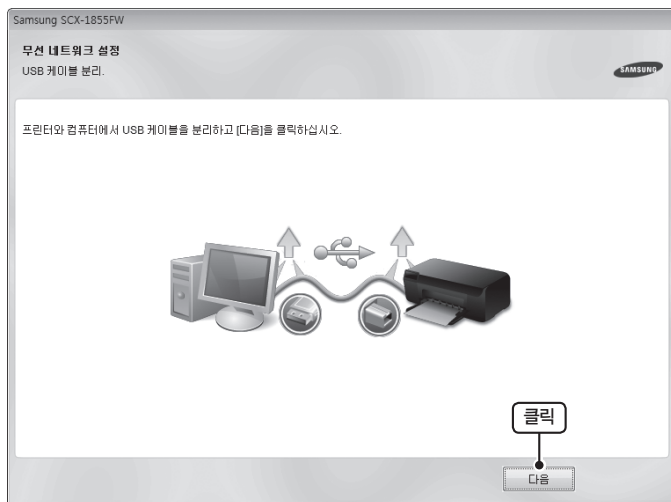 Samsung SCX-1855FW
무선 네트워크 설정
USB 케이블 분리.
SAMSUNG
프린터와 컴퓨터에서 USB 케이블을 분리하고 [다음]을 클릭하십시오.
클릭
다음